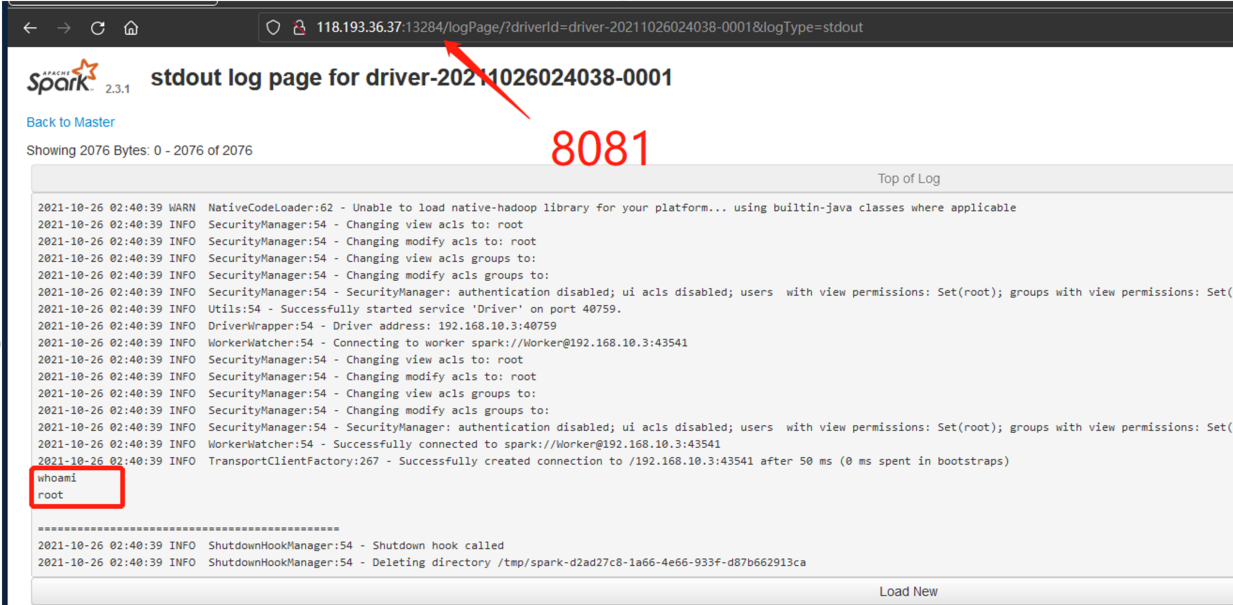 118.193.36.37:13284/logPage/?driverId=driver-20211026024038-0001&logType=stdout
APACHE Spark 2.3.1 stdout log page for driver-20211026024038-0001
Back to Master
8081
Showing 2076 Bytes: 0 - 2076 of 2076
Top of Log
2021-10-26 02:40:39 WARN  NativeCodeLoader:62 - Unable to load native-hadoop library for your platform... using builtin-java classes where applicable
2021-10-26 02:40:39 INFO  SecurityManager:54 - Changing view acls to: root
2021-10-26 02:40:39 INFO  SecurityManager:54 - Changing modify acls to: root
2021-10-26 02:40:39 INFO  SecurityManager:54 - Changing view acls groups to:
2021-10-26 02:40:39 INFO  SecurityManager:54 - Changing modify acls groups to:
2021-10-26 02:40:39 INFO  SecurityManager:54 - SecurityManager: authentication disabled; ui acls disabled; users  with view permissions: Set(root); groups with view permissions: Set(
2021-10-26 02:40:39 INFO  Utils:54 - Successfully started service 'Driver' on port 40759.
2021-10-26 02:40:39 INFO  DriverWrapper:54 - Driver address: 192.168.10.3:40759
2021-10-26 02:40:39 INFO  WorkerWatcher:54 - Connecting to worker spark://Worker@192.168.10.3:43541
2021-10-26 02:40:39 INFO  SecurityManager:54 - Changing view acls to: root
2021-10-26 02:40:39 INFO  SecurityManager:54 - Changing modify acls to: root
2021-10-26 02:40:39 INFO  SecurityManager:54 - Changing view acls groups to:
2021-10-26 02:40:39 INFO  SecurityManager:54 - Changing modify acls groups to:
2021-10-26 02:40:39 INFO  SecurityManager:54 - SecurityManager: authentication disabled; ui acls disabled; users  with view permissions: Set(root); groups with view permissions: Set(
2021-10-26 02:40:39 INFO  WorkerWatcher:54 - Successfully connected to spark://Worker@192.168.10.3:43541
2021-10-26 02:40:39 INFO  TransportClientFactory:267 - Successfully created connection to /192.168.10.3:43541 after 50 ms (0 ms spent in bootstraps)
whoami
root
==============================================
2021-10-26 02:40:39 INFO  ShutdownHookManager:54 - Shutdown hook called
2021-10-26 02:40:39 INFO  ShutdownHookManager:54 - Deleting directory /tmp/spark-d2ad27c8-1a66-4e66-933f-d87b662913ca
Load New